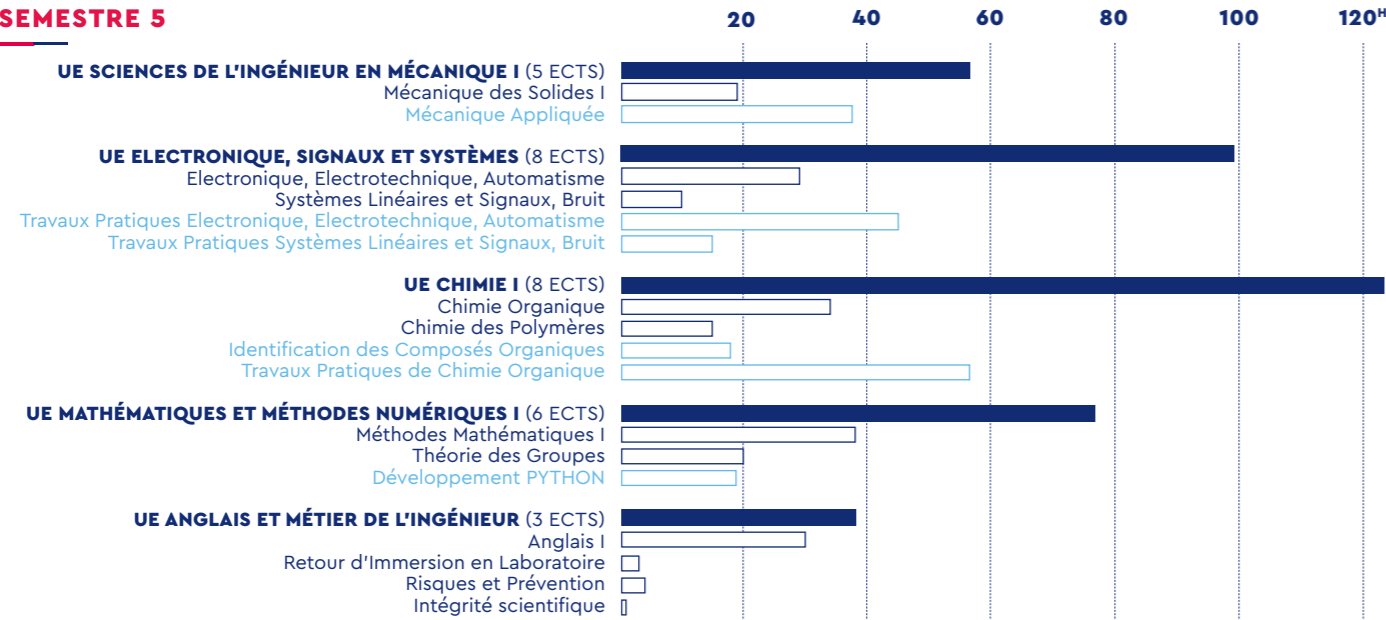 SEMESTRE 5
20 40 60 80 100 120H
UE SCIENCES DE L'INGÉNIEUR EN MÉCANIQUE I (5 ECTS)
Mécanique des Solides I
Mécanique Appliquée
UE ELECTRONIQUE, SIGNAUX ET SYSTÈMES (8 ECTS)
Electronique, Electrotechnique, Automatisme
Systèmes Linéaires et Signaux, Bruit
Travaux Pratiques Electronique, Electrotechnique, Automatisme
Travaux Pratiques Systèmes Linéaires et Signaux, Bruit
UE CHIMIE I (8 ECTS)
Chimie Organique
Chimie des Polymères
Identification des Composés Organiques
Travaux Pratiques de Chimie Organique
UE MATHÉMATIQUES ET MÉTHODES NUMÉRIQUES I (6 ECTS)
Méthodes Mathématiques I
Théorie des Groupes
Développement PYTHON
UE ANGLAIS ET MÉTIER DE L'INGÉNIEUR (3 ECTS)
Anglais I
Retour d'Immersion en Laboratoire
Risques et Prévention
Intégrité scientifique